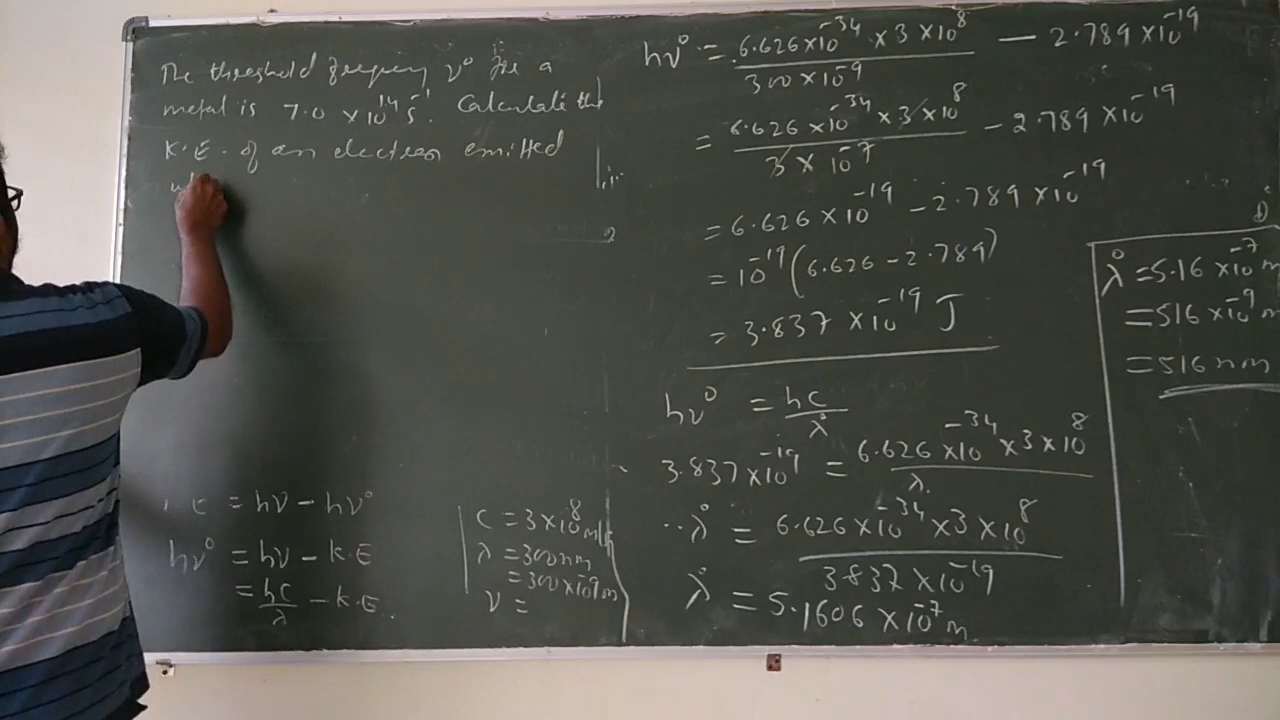 The threshold frequency ν° for a
metal is 7.0 ×10¹⁴ s⁻¹. Calculate the
K.E. of an electron emitted
E = hν − hν°
hν° = hν − K.E
= hc/λ − K.E.
C = 3×10⁸ m/s
λ = 300nm
= 300×10⁻⁹m
ν =
hν° = 6.626×10⁻³⁴ × 3×10⁸ / 300×10⁻⁹ − 2.789×10⁻¹⁹
= 6.626×10⁻³⁴ × 3×10⁸ / 3×10⁻⁷ − 2.789×10⁻¹⁹
= 6.626×10⁻¹⁹ − 2.789×10⁻¹⁹
= 10⁻¹⁹(6.626 − 2.789)
= 3.837×10⁻¹⁹ J
hν° = hc/λ°
3.837×10⁻¹⁹ = 6.626×10⁻³⁴ ×3×10⁸ / λ.
∴ λ° = 6.626×10⁻³⁴ ×3×10⁸ / 3.837×10⁻¹⁹
λ° = 5.1606×10⁻⁷ m
λ° = 5.16×10⁻⁷ m
= 516×10⁻⁹ m
= 516 nm